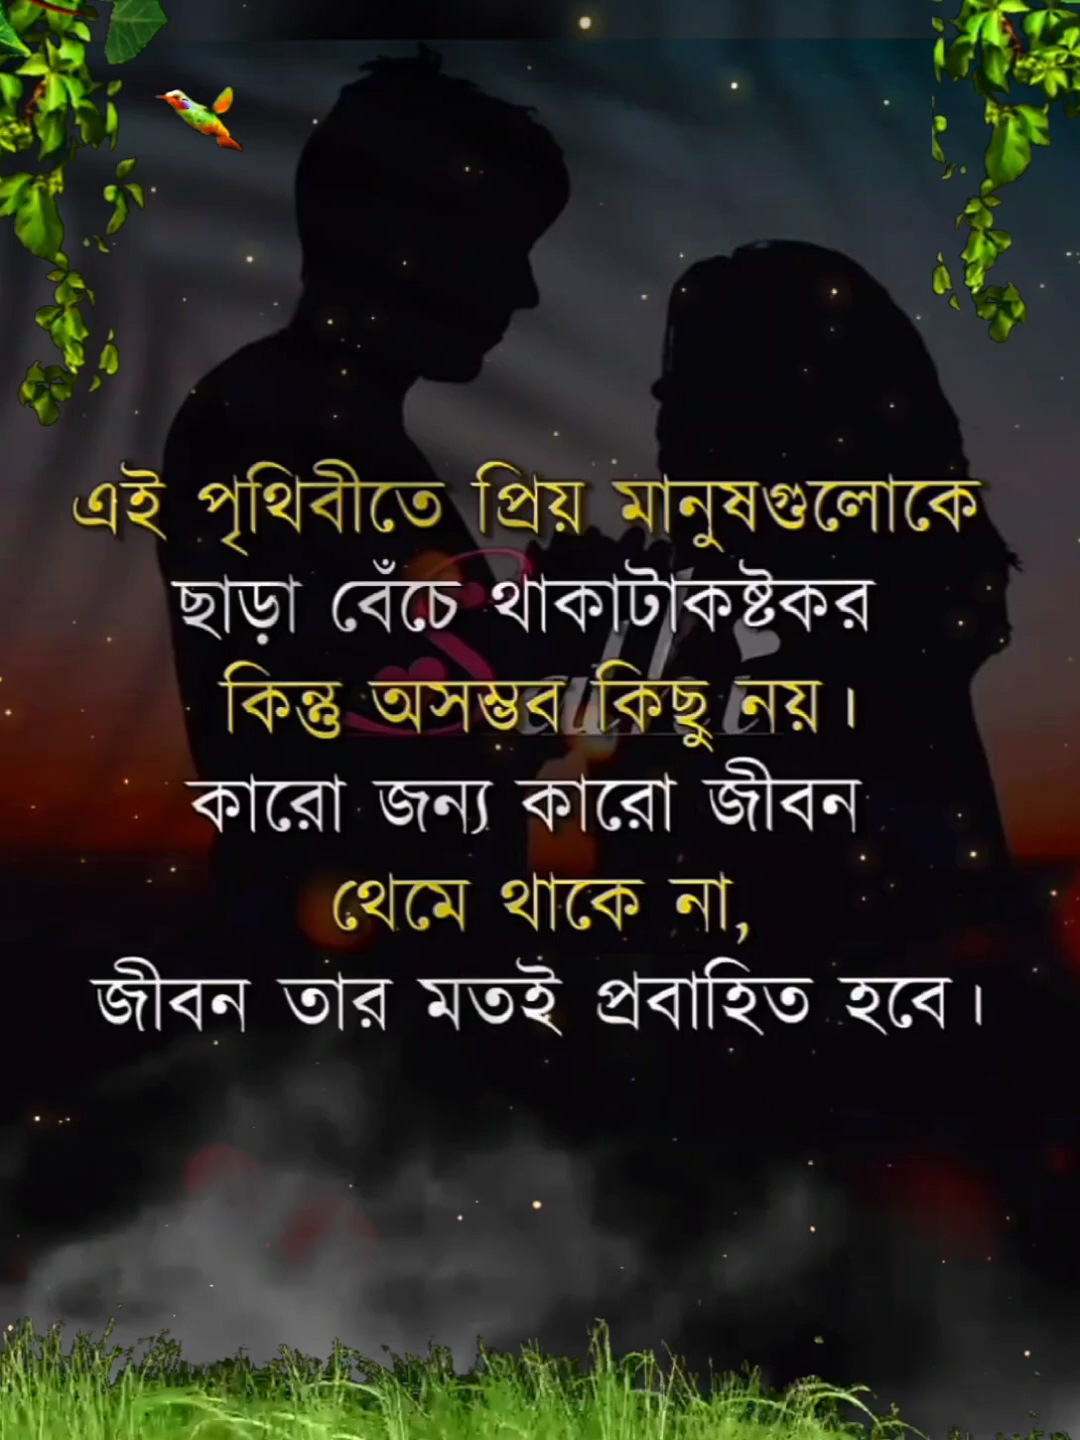 এই পৃথিবীতে প্রিয় মানুষগুলোকে
ছাড়া বেঁচে থাকাটাকষ্টকর
কিন্তু অসম্ভব কিছু নয়।
কারো জন্য কারো জীবন
থেমে থাকে না,
জীবন তার মতই প্রবাহিত হবে।